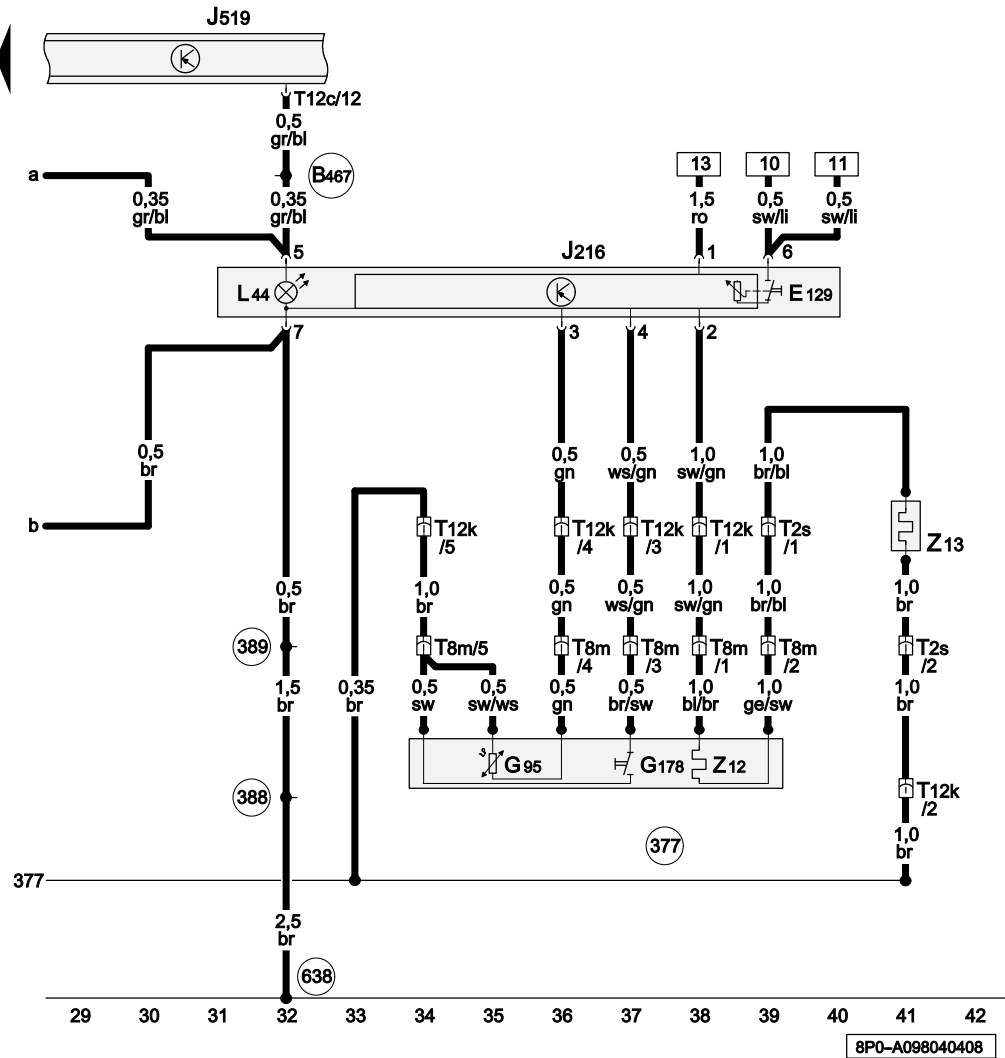 J519
T12c/12
0,5
gr/bl
B467
13
10
11
a
0,35
gr/bl
0,35
gr/bl
1,5
ro
0,5
sw/li
0,5
sw/li
5
J216
1
6
L44
E129
7
3
4
2
0,5
br
0,5
gn
0,5
ws/gn
1,0
sw/gn
1,0
br/bl
b
T12k
/5
T12k
/4
T12k
/3
T12k
/1
T2s
/1
Z13
0,5
br
1,0
br
0,5
gn
0,5
ws/gn
1,0
sw/gn
1,0
br/bl
1,0
br
389
T8m/5
T8m
/4
T8m
/3
T8m
/1
T8m
/2
T2s
/2
1,5
br
0,35
br
0,5
sw
0,5
sw/ws
0,5
gn
0,5
br/sw
1,0
bl/br
1,0
ge/sw
1,0
br
ϑ
G95
G178
Z12
388
T12k
/2
377
1,0
br
377
2,5
br
638
29 30 31 32 33 34 35 36 37 38 39 40 41 42
8P0–A098040408